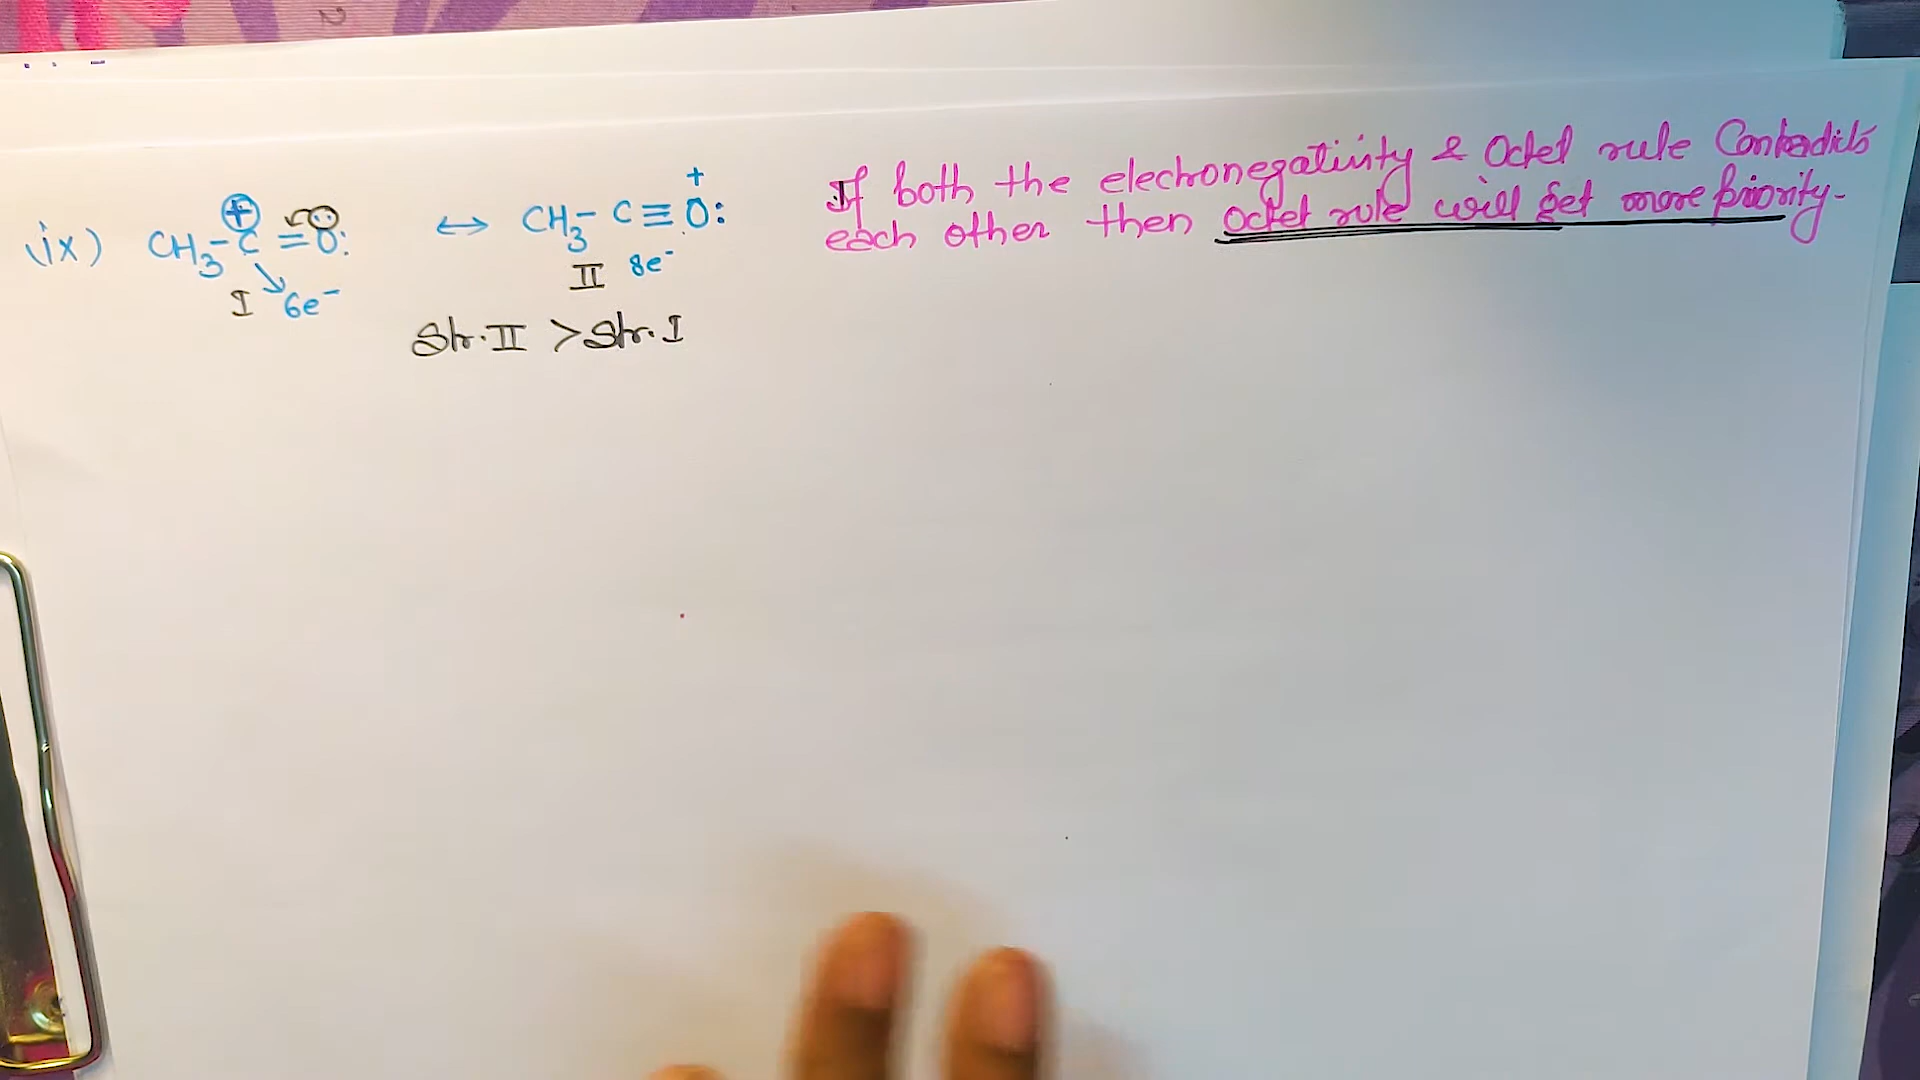 (ix) CH₃-C⊕=Ö: ↔ CH₃-C≡O⁺:
I 6e⁻ II 8e⁻
Str.II > Str.I
If both the electronegativity & Octet rule Contradicts
each other then octet rule will get more priority.